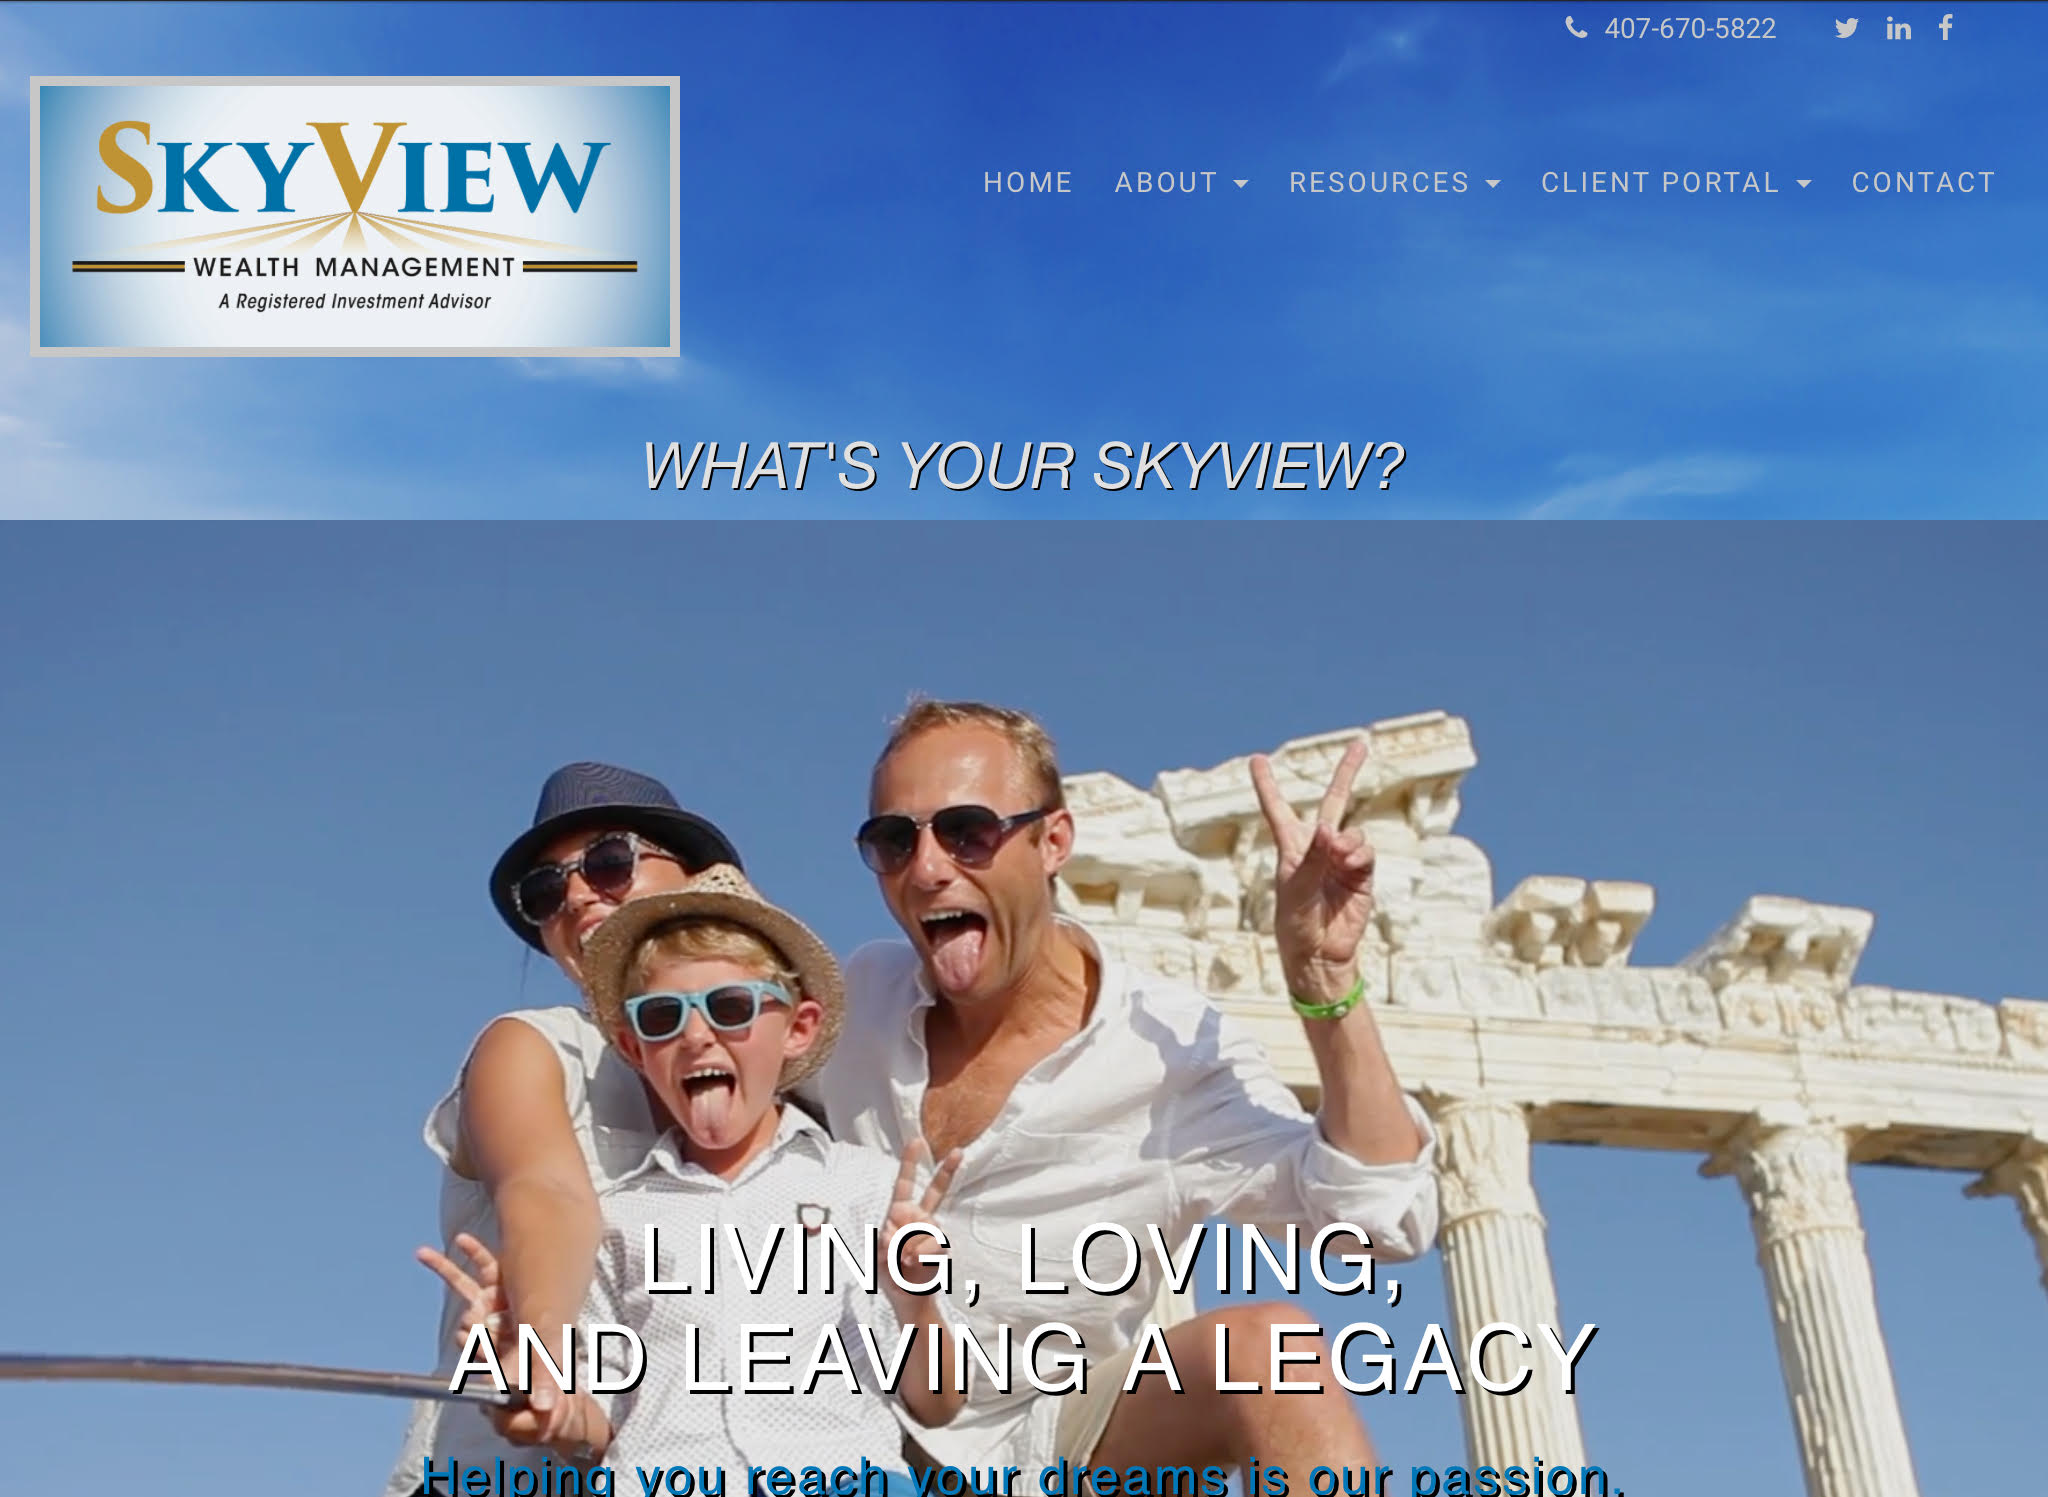 407-670-5822
SKYVIEW
WEALTH MANAGEMENT
A Registered Investment Advisor
HOME ABOUT RESOURCES CLIENT PORTAL CONTACT
WHAT'S YOUR SKYVIEW?
LIVING, LOVING,
AND LEAVING A LEGACY
Helping you reach your dreams is our passion.